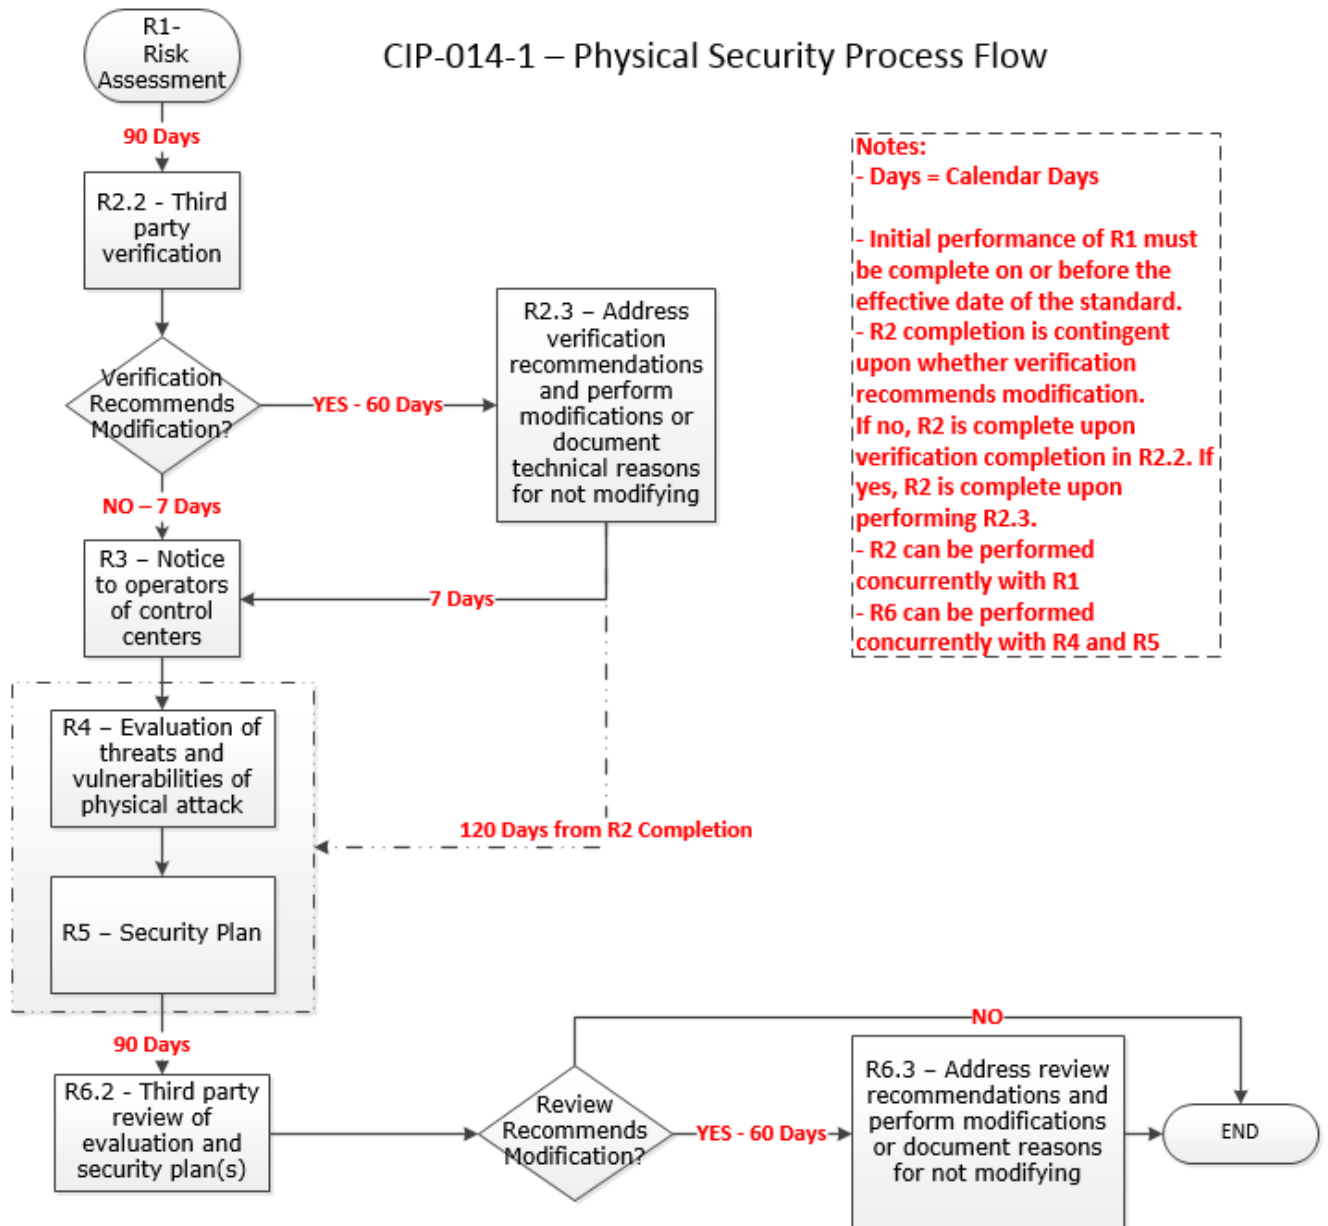 CIP-014-1 – Physical Security Process Flow
R1-
Risk
Assessment
90 Days
R2.2 - Third
party
verification
Verification
Recommends
Modification?
YES - 60 Days
R2.3 – Address
verification
recommendations
and perform
modifications or
document
technical reasons
for not modifying
NO – 7 Days
7 Days
R3 – Notice
to operators
of control
centers
R4 – Evaluation of
threats and
vulnerabilities of
physical attack
120 Days from R2 Completion
R5 – Security Plan
90 Days
R6.2 - Third party
review of
evaluation and
security plan(s)
Review
Recommends
Modification?
NO
YES - 60 Days
R6.3 – Address review
recommendations and
perform modifications
or document reasons
for not modifying
END
Notes:
- Days = Calendar Days
- Initial performance of R1 must
be complete on or before the
effective date of the standard.
- R2 completion is contingent
upon whether verification
recommends modification.
If no, R2 is complete upon
verification completion in R2.2. If
yes, R2 is complete upon
performing R2.3.
- R2 can be performed
concurrently with R1
- R6 can be performed
concurrently with R4 and R5